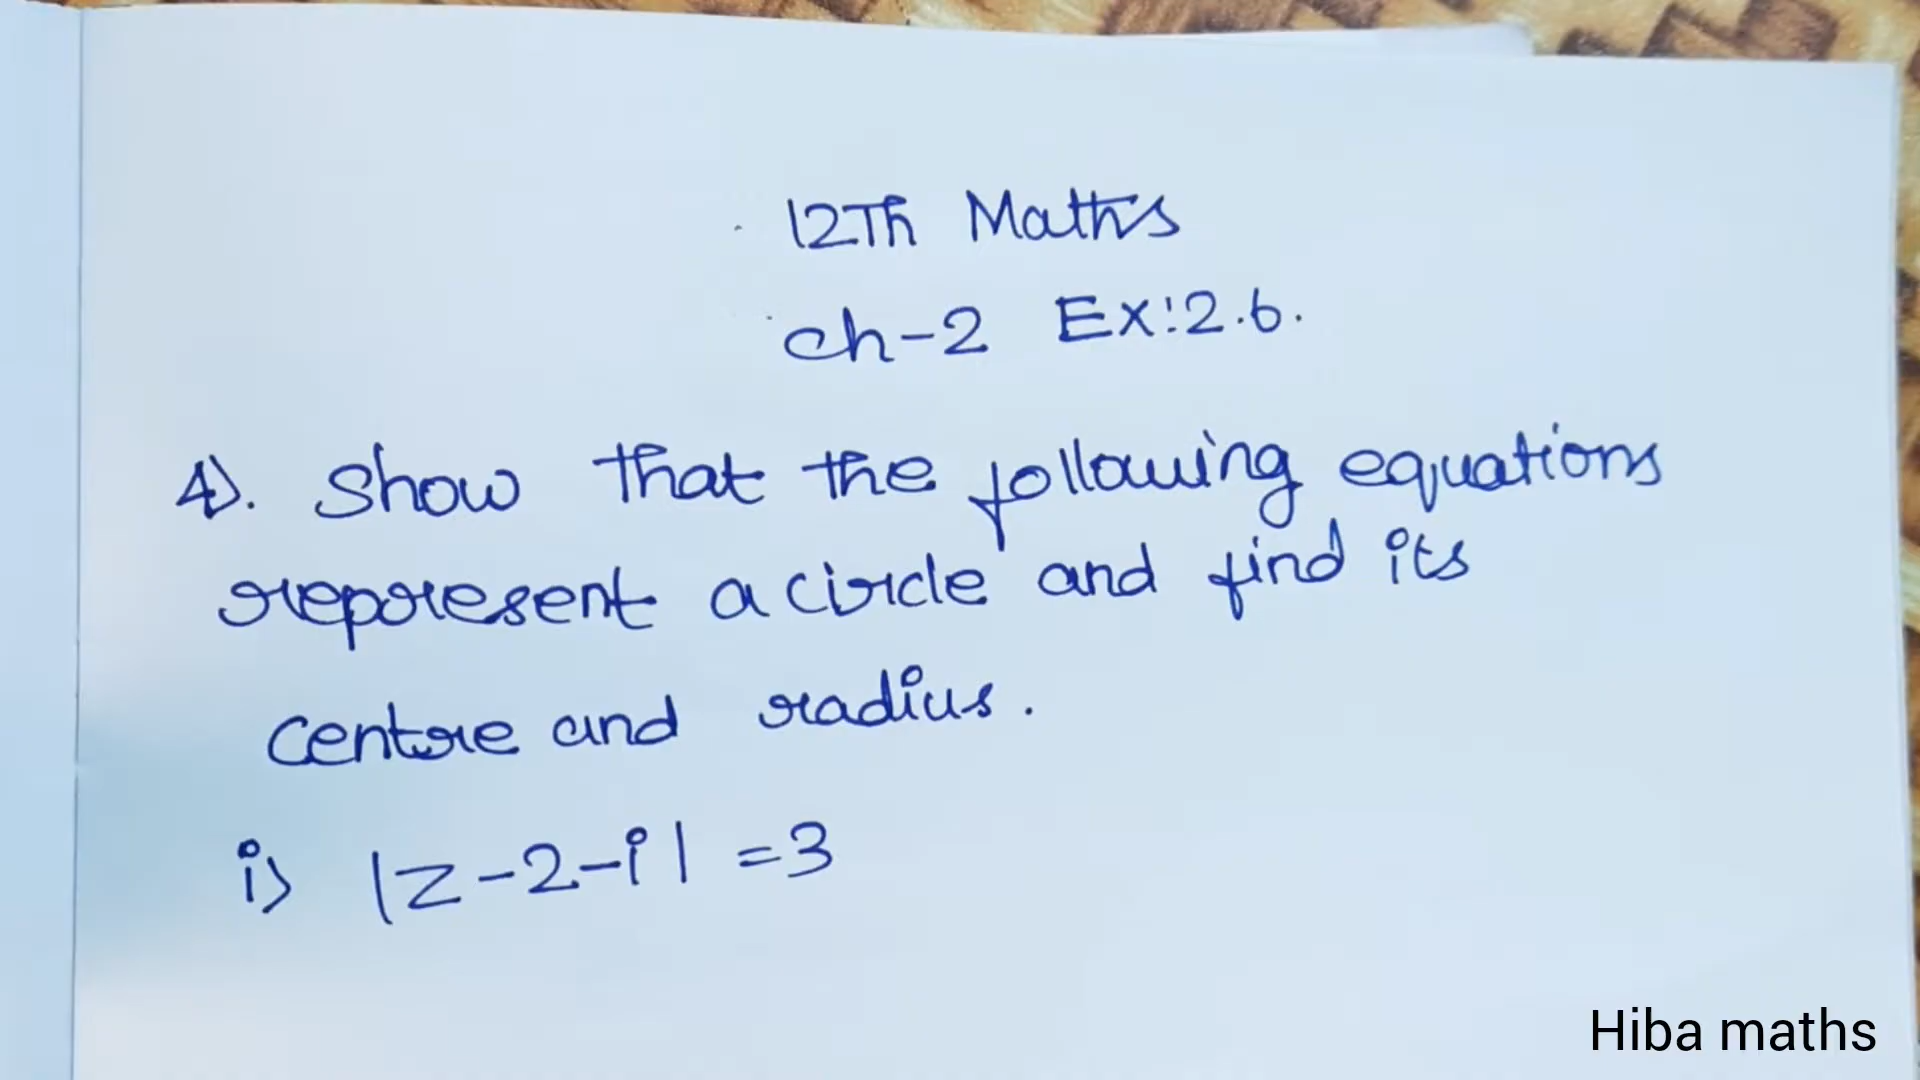 12Th Maths
Ch-2 Ex:2.6.
4). Show that the following equations
represent a circle and find its
centre and radius.
i) |z-2-i| =3
Hiba maths